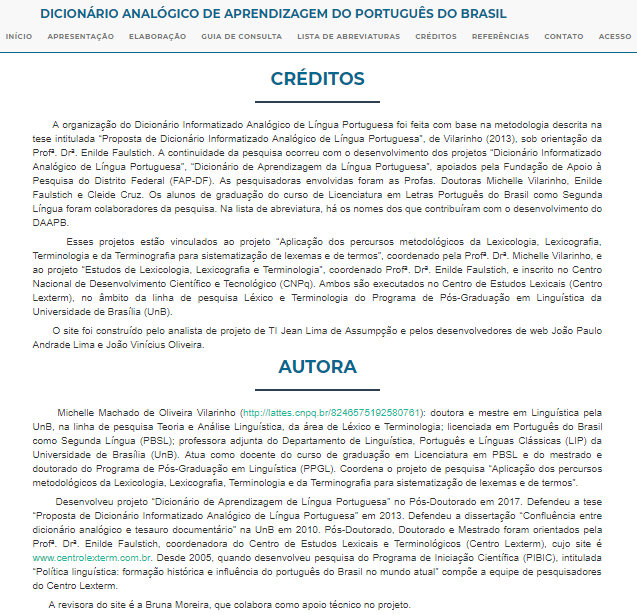 DICIONÁRIO ANALÓGICO DE APRENDIZAGEM DO PORTUGUÊS DO BRASIL
INÍCIO APRESENTAÇÃO ELABORAÇÃO GUIA DE CONSULTA LISTA DE ABREVIATURAS CRÉDITOS REFERÊNCIAS CONTATO ACESSO
CRÉDITOS
A organização do Dicionário Informatizado Analógico de Língua Portuguesa foi feita com base na metodologia descrita na
tese intitulada "Proposta de Dicionário Informatizado Analógico de Língua Portuguesa", de Vilarinho (2013), sob orientação da
Profª. Drª. Enilde Faulstich. A continuidade da pesquisa ocorreu com o desenvolvimento dos projetos "Dicionário Informatizado
Analógico de Língua Portuguesa", "Dicionário de Aprendizagem da Língua Portuguesa", apoiados pela Fundação de Apoio à
Pesquisa do Distrito Federal (FAP-DF). As pesquisadoras envolvidas foram as Profas. Doutoras Michelle Vilarinho, Enilde
Faulstich e Cleide Cruz. Os alunos de graduação do curso de Licenciatura em Letras Português do Brasil como Segunda
Língua foram colaboradores da pesquisa. Na lista de abreviatura, há os nomes dos que contribuíram com o desenvolvimento do
DAAPB.
Esses projetos estão vinculados ao projeto "Aplicação dos percursos metodológicos da Lexicologia, Lexicografia,
Terminologia e da Terminografia para sistematização de lexemas e de termos", coordenado pela Profª. Drª. Michelle Vilarinho, e
ao projeto "Estudos de Lexicologia, Lexicografia e Terminologia", coordenado Profª. Drª. Enilde Faulstich, e inscrito no Centro
Nacional de Desenvolvimento Científico e Tecnológico (CNPq). Ambos são executados no Centro de Estudos Lexicais (Centro
Lexterm), no âmbito da linha de pesquisa Léxico e Terminologia do Programa de Pós-Graduação em Linguística da
Universidade de Brasília (UnB).
O site foi construído pelo analista de projeto de TI Jean Lima de Assumpção e pelos desenvolvedores de web João Paulo
Andrade Lima e João Vinícius Oliveira.
AUTORA
Michelle Machado de Oliveira Vilarinho (http://lattes.cnpq.br/8246575192580761): doutora e mestre em Linguística pela
UnB, na linha de pesquisa Teoria e Análise Linguística, da área de Léxico e Terminologia; licenciada em Português do Brasil
como Segunda Língua (PBSL); professora adjunta do Departamento de Linguística, Português e Línguas Clássicas (LIP) da
Universidade de Brasília (UnB). Atua como docente do curso de graduação em Licenciatura em PBSL e do mestrado e
doutorado do Programa de Pós-Graduação em Linguística (PPGL). Coordena o projeto de pesquisa "Aplicação dos percursos
metodológicos da Lexicologia, Lexicografia, Terminologia e da Terminografia para sistematização de lexemas e de termos".
Desenvolveu projeto "Dicionário de Aprendizagem de Língua Portuguesa" no Pós-Doutorado em 2017. Defendeu a tese
"Proposta de Dicionário Informatizado Analógico de Língua Portuguesa" em 2013. Defendeu a dissertação "Confluência entre
dicionário analógico e tesauro documentário" na UnB em 2010. Pós-Doutorado, Doutorado e Mestrado foram orientados pela
Profª. Drª. Enilde Faulstich, coordenadora do Centro de Estudos Lexicais e Terminológicos (Centro Lexterm), cujo site é
www.centrolexterm.com.br. Desde 2005, quando desenvolveu pesquisa do Programa de Iniciação Científica (PIBIC), intitulada
"Política linguística: formação histórica e influência do português do Brasil no mundo atual" compõe a equipe de pesquisadores
do Centro Lexterm.
A revisora do site é a Bruna Moreira, que colabora como apoio técnico no projeto.